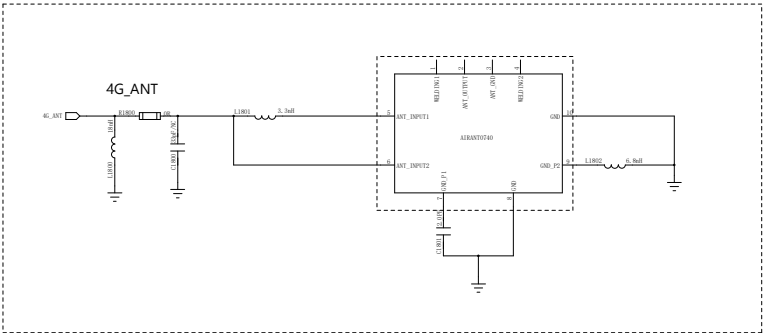 4G_ANT
4G_ANT
R1800
0R
18nH
L1800
33pF/NC
C1800
L1801
3.3nH
5
ANT_INPUT1
6
ANT_INPUT2
1
WELDING1
2
ANT_OUTPUT
3
ANT_GND
4
WELDING2
AIRANT0740
GND
10
GND_P2
9
L1802
6.8nH
7
GND_P1
8
GND
C1801